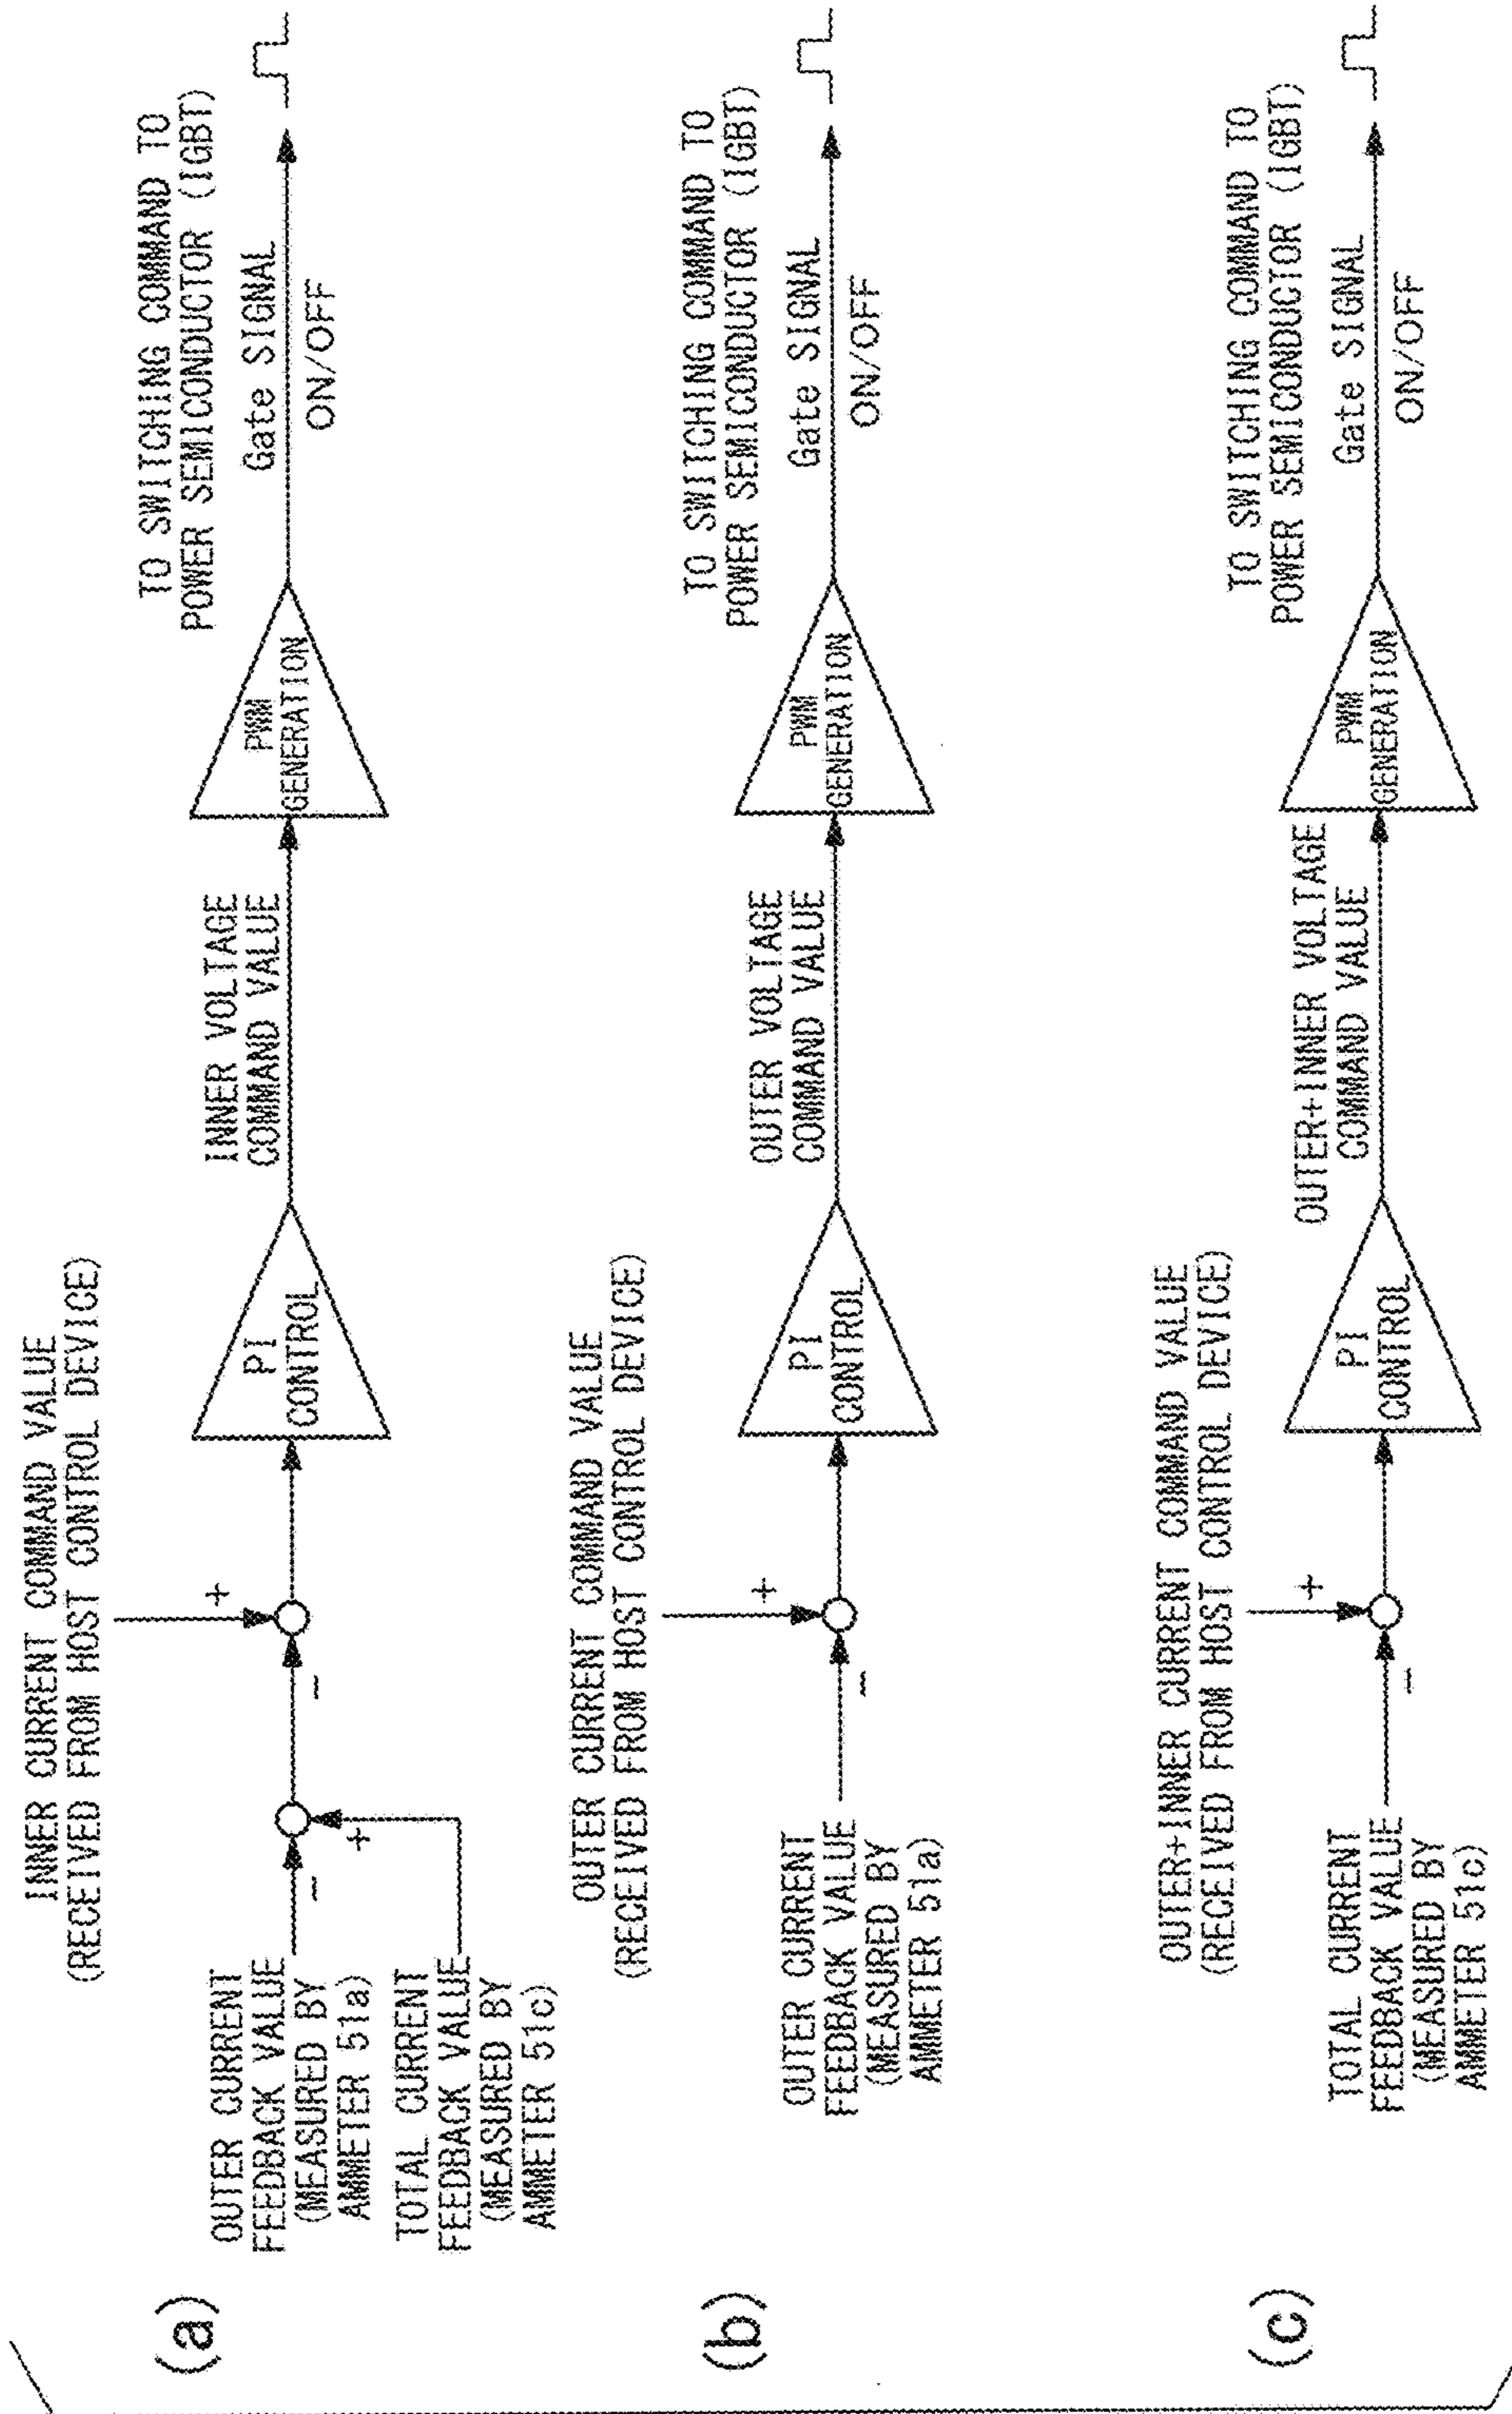 (a)
INNER CURRENT COMMAND VALUE
(RECEIVED FROM HOST CONTROL DEVICE)
OUTER CURRENT
FEEDBACK VALUE
(MEASURED BY
AMMETER 51a)
TOTAL CURRENT
FEEDBACK VALUE
(MEASURED BY
AMMETER 51c)
−
+
−
+
PI
CONTROL
INNER VOLTAGE
COMMAND VALUE
PWM
GENERATION
TO SWITCHING COMMAND TO
POWER SEMICONDUCTOR (IGBT)
Gate SIGNAL
ON/OFF
(b)
OUTER CURRENT COMMAND VALUE
(RECEIVED FROM HOST CONTROL DEVICE)
OUTER CURRENT
FEEDBACK VALUE
(MEASURED BY
AMMETER 51a)
−
+
PI
CONTROL
OUTER VOLTAGE
COMMAND VALUE
PWM
GENERATION
TO SWITCHING COMMAND TO
POWER SEMICONDUCTOR (IGBT)
Gate SIGNAL
ON/OFF
(c)
OUTER+INNER CURRENT COMMAND VALUE
(RECEIVED FROM HOST CONTROL DEVICE)
TOTAL CURRENT
FEEDBACK VALUE
(MEASURED BY
AMMETER 51c)
−
+
PI
CONTROL
OUTER+INNER VOLTAGE
COMMAND VALUE
PWM
GENERATION
TO SWITCHING COMMAND TO
POWER SEMICONDUCTOR (IGBT)
Gate SIGNAL
ON/OFF